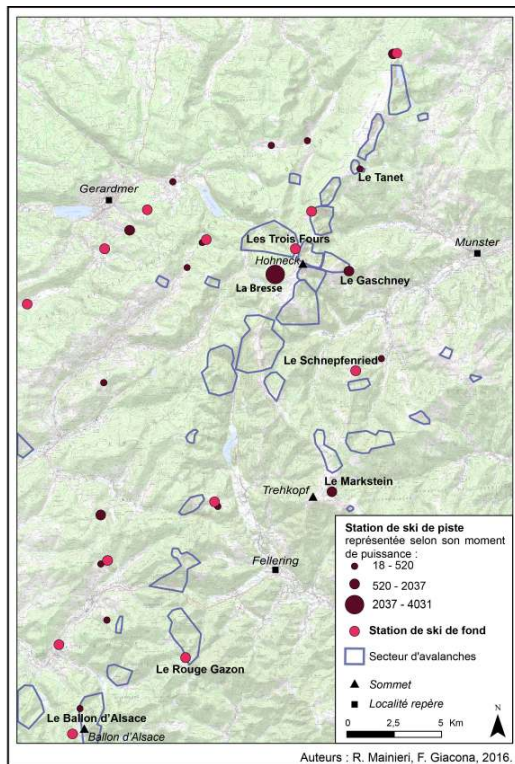 Le Tanet
Gerardmer
Les Trois Fours
Munster
Hohneck
La Bresse
Le Gaschney
Le Schnepfenried
Le Markstein
Trehkopf
Fellering
Le Rouge Gazon
Le Ballon d'Alsace
Ballon d'Alsace
Station de ski de piste
représentée selon son moment
de puissance :
18 - 520
520 - 2037
2037 - 4031
Station de ski de fond
Secteur d'avalanches
Sommet
Localité repère
0 2,5 5 Km
N
Auteurs : R. Mainieri, F. Giacona, 2016.